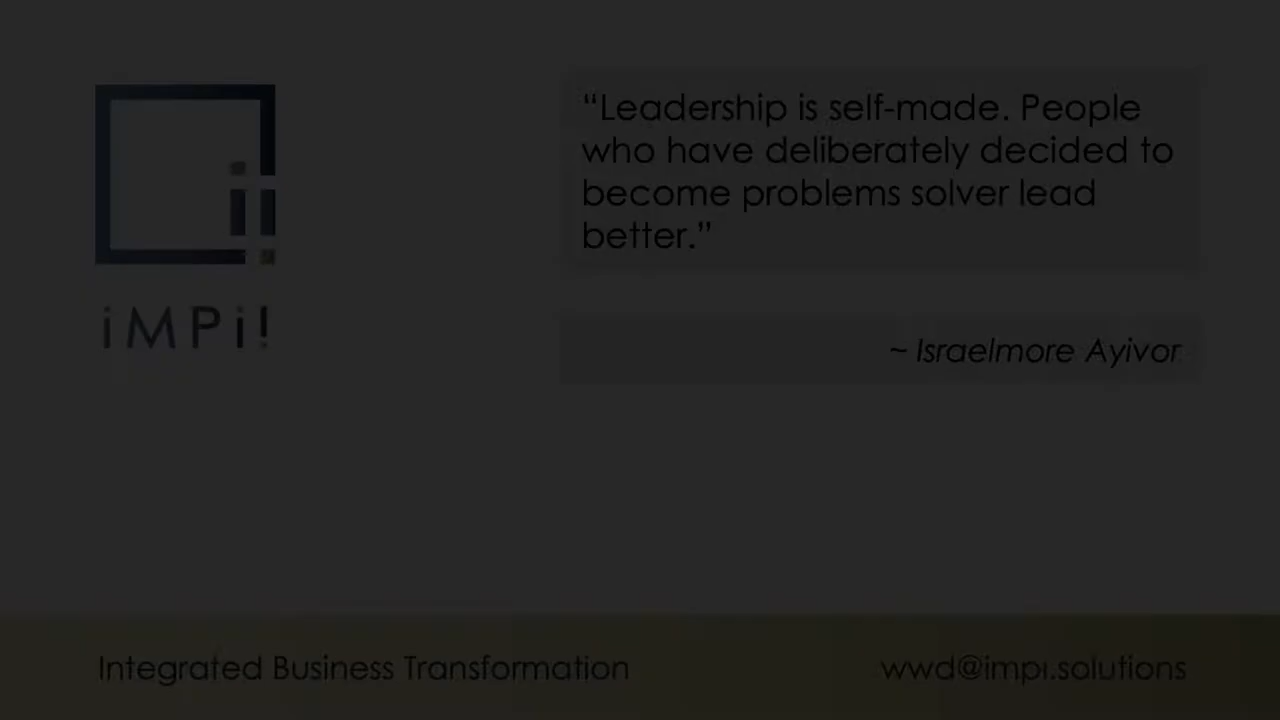 iMPi!
“Leadership is self-made. People
who have deliberately decided to
become problems solver lead
better.”
~ Israelmore Ayivor
Integrated Business Transformation
wwd@impi.solutions